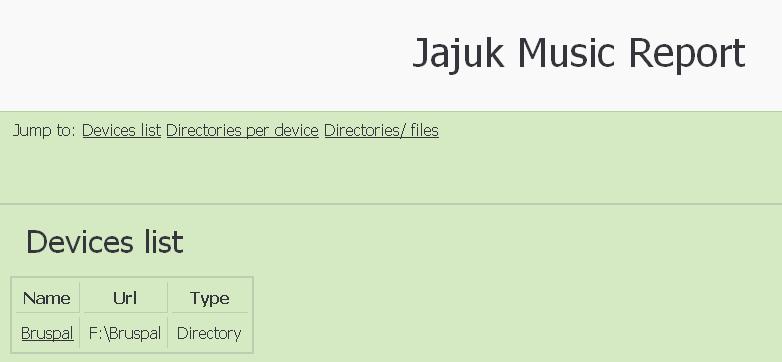 Jajuk Music Report
Jump to: Devices list Directories per device Directories/ files
Devices list
Name Url Type
Bruspal F:\Bruspal Directory